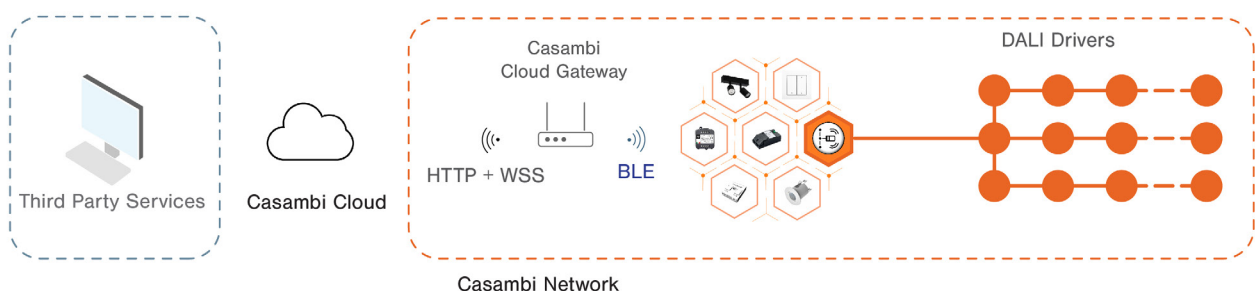 DALI Drivers
Casambi
Cloud Gateway
HTTP + WSS
BLE
Third Party Services
Casambi Cloud
Casambi Network